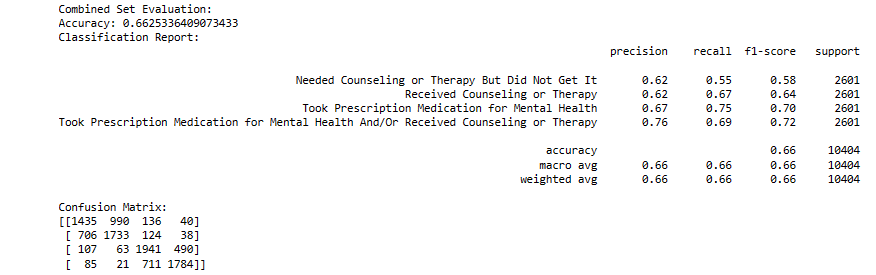 Combined Set Evaluation:
Accuracy: 0.6625336409073433
Classification Report:
precision recall f1-score support
Needed Counseling or Therapy But Did Not Get It 0.62 0.55 0.58 2601
Received Counseling or Therapy 0.62 0.67 0.64 2601
Took Prescription Medication for Mental Health 0.67 0.75 0.70 2601
Took Prescription Medication for Mental Health And/Or Received Counseling or Therapy 0.76 0.69 0.72 2601
accuracy 0.66 10404
macro avg 0.66 0.66 0.66 10404
weighted avg 0.66 0.66 0.66 10404
Confusion Matrix:
[[1435 990 136 40]
[ 706 1733 124 38]
[ 107 63 1941 490]
[ 85 21 711 1784]]